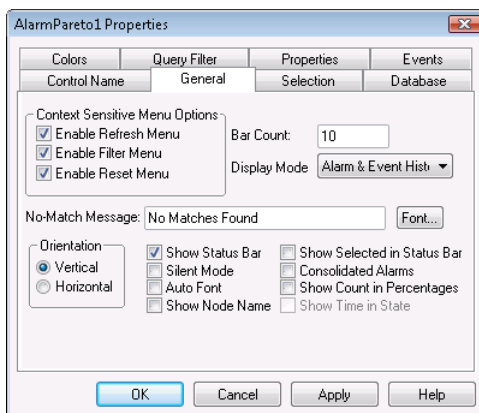 AlarmPareto1 Properties
Colors
Query Filter
Properties
Events
Control Name
General
Selection
Database
Context Sensitive Menu Options
Enable Refresh Menu
Enable Filter Menu
Enable Reset Menu
Bar Count: 10
Display Mode Alarm & Event Histo
No-Match Message: No Matches Found
Font...
Orientation
Vertical
Horizontal
Show Status Bar
Silent Mode
Auto Font
Show Node Name
Show Selected in Status Bar
Consolidated Alarms
Show Count in Percentages
Show Time in State
OK
Cancel
Apply
Help